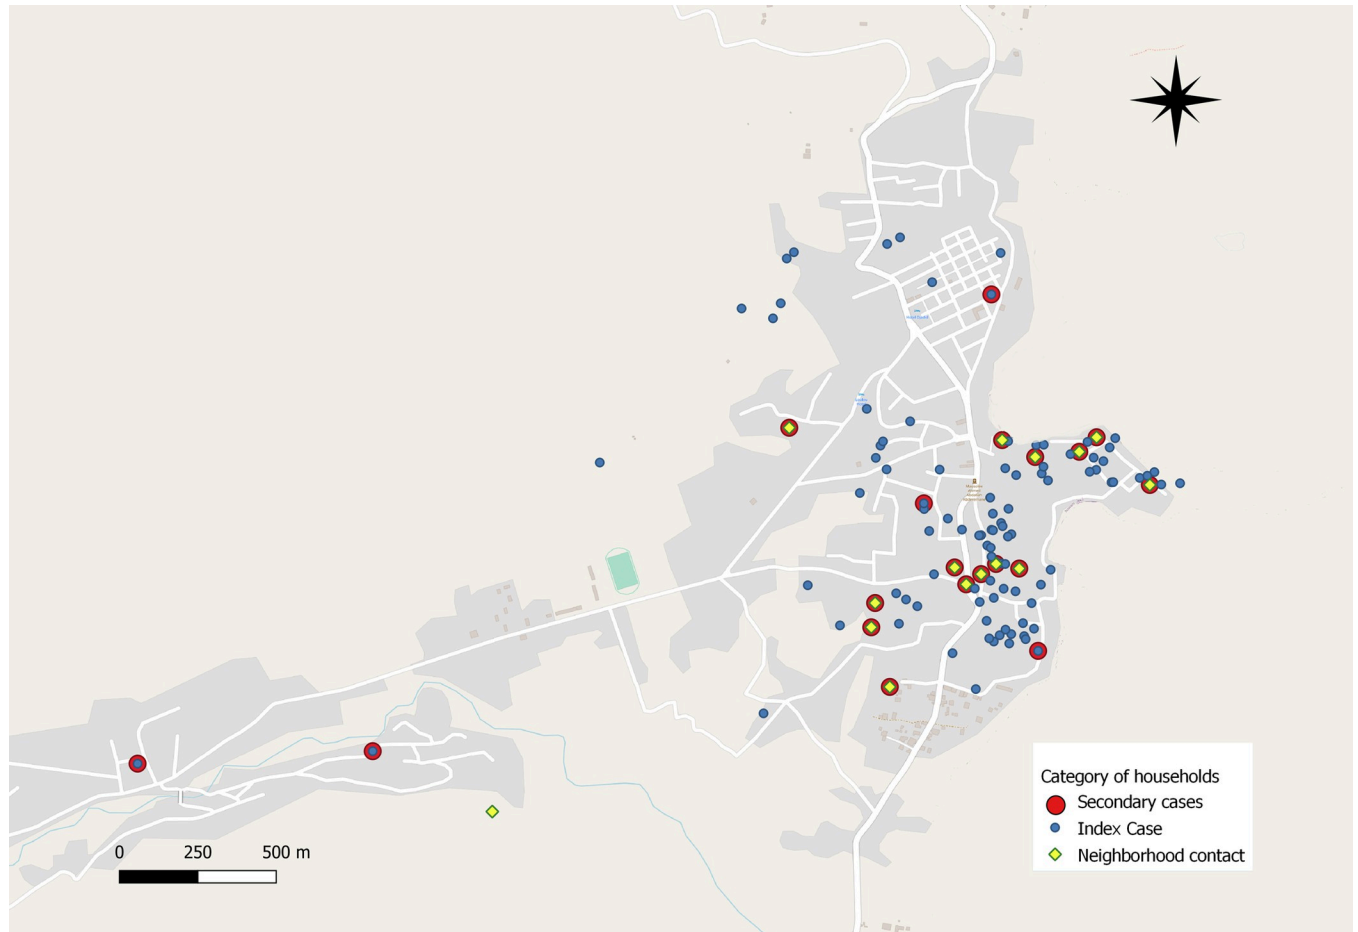 Category of households
Secondary cases
Index Case
Neighborhood contact
0 250 500 m